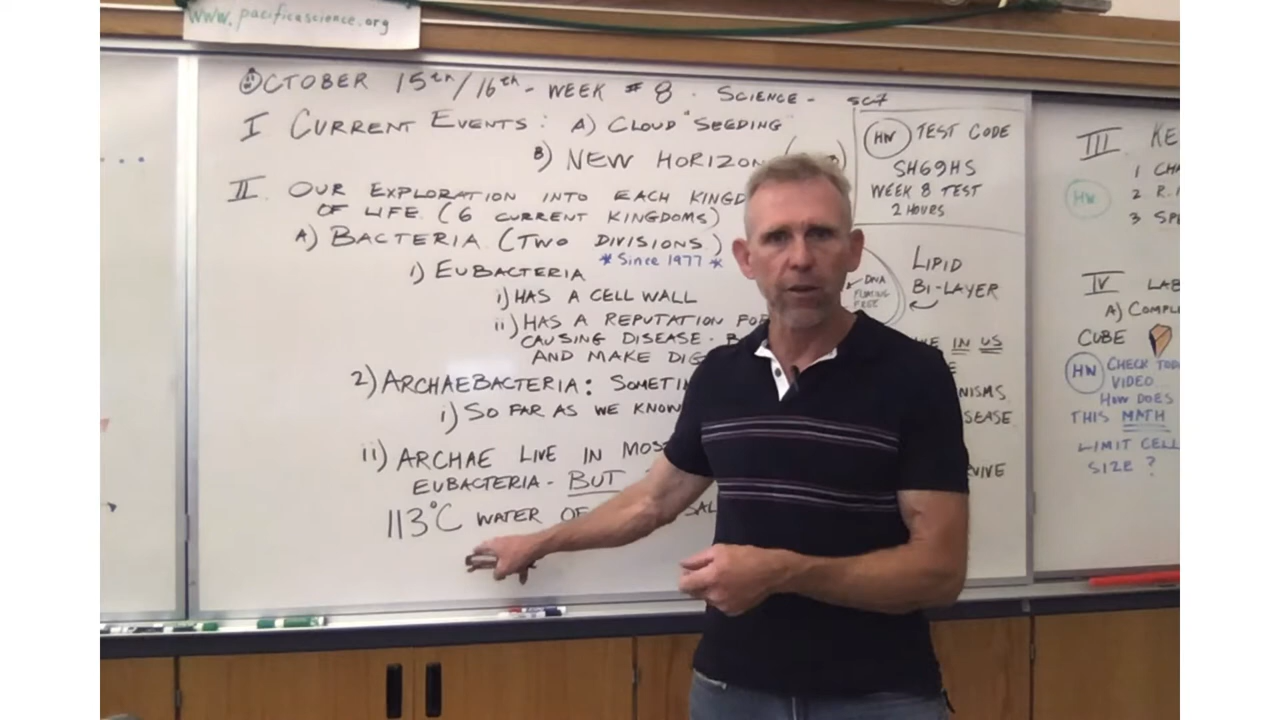 www.pacificascience.org
OCTOBER 15th/16th - WEEK #8 . SCIENCE - SC7
I CURRENT EVENTS : A) CLOUD "SEEDING"
B) NEW HORIZON
II. OUR EXPLORATION INTO EACH KINGD
OF LIFE. (6 CURRENT KINGDOMS)
A) BACTERIA (TWO DIVISIONS.)
* Since 1977 *
1) EUBACTERIA
i) HAS A CELL WALL
ii) HAS A REPUTATION FOR
CAUSING DISEASE - B
AND MAKE DIG
2) ARCHAEBACTERIA: SOMETIM
i) SO FAR AS WE KNOW
ii) ARCHAE LIVE IN MOS
EUBACTERIA - BUT
113°C WATER OF SAL
HW TEST CODE
SH69HS
WEEK 8 TEST
2 HOURS
DNA
FLOATING
FREE
LIPID
BI-LAYER
KE IN US
E
NISMS
SEASE
VIVE
III KE
1 CHA
HW 2 R.
3 SP
IV LAB
A) COMPL
CUBE
HW CHECK TOD
VIDEO
HOW DOES
THIS MATH
LIMIT CELL
SIZE ?